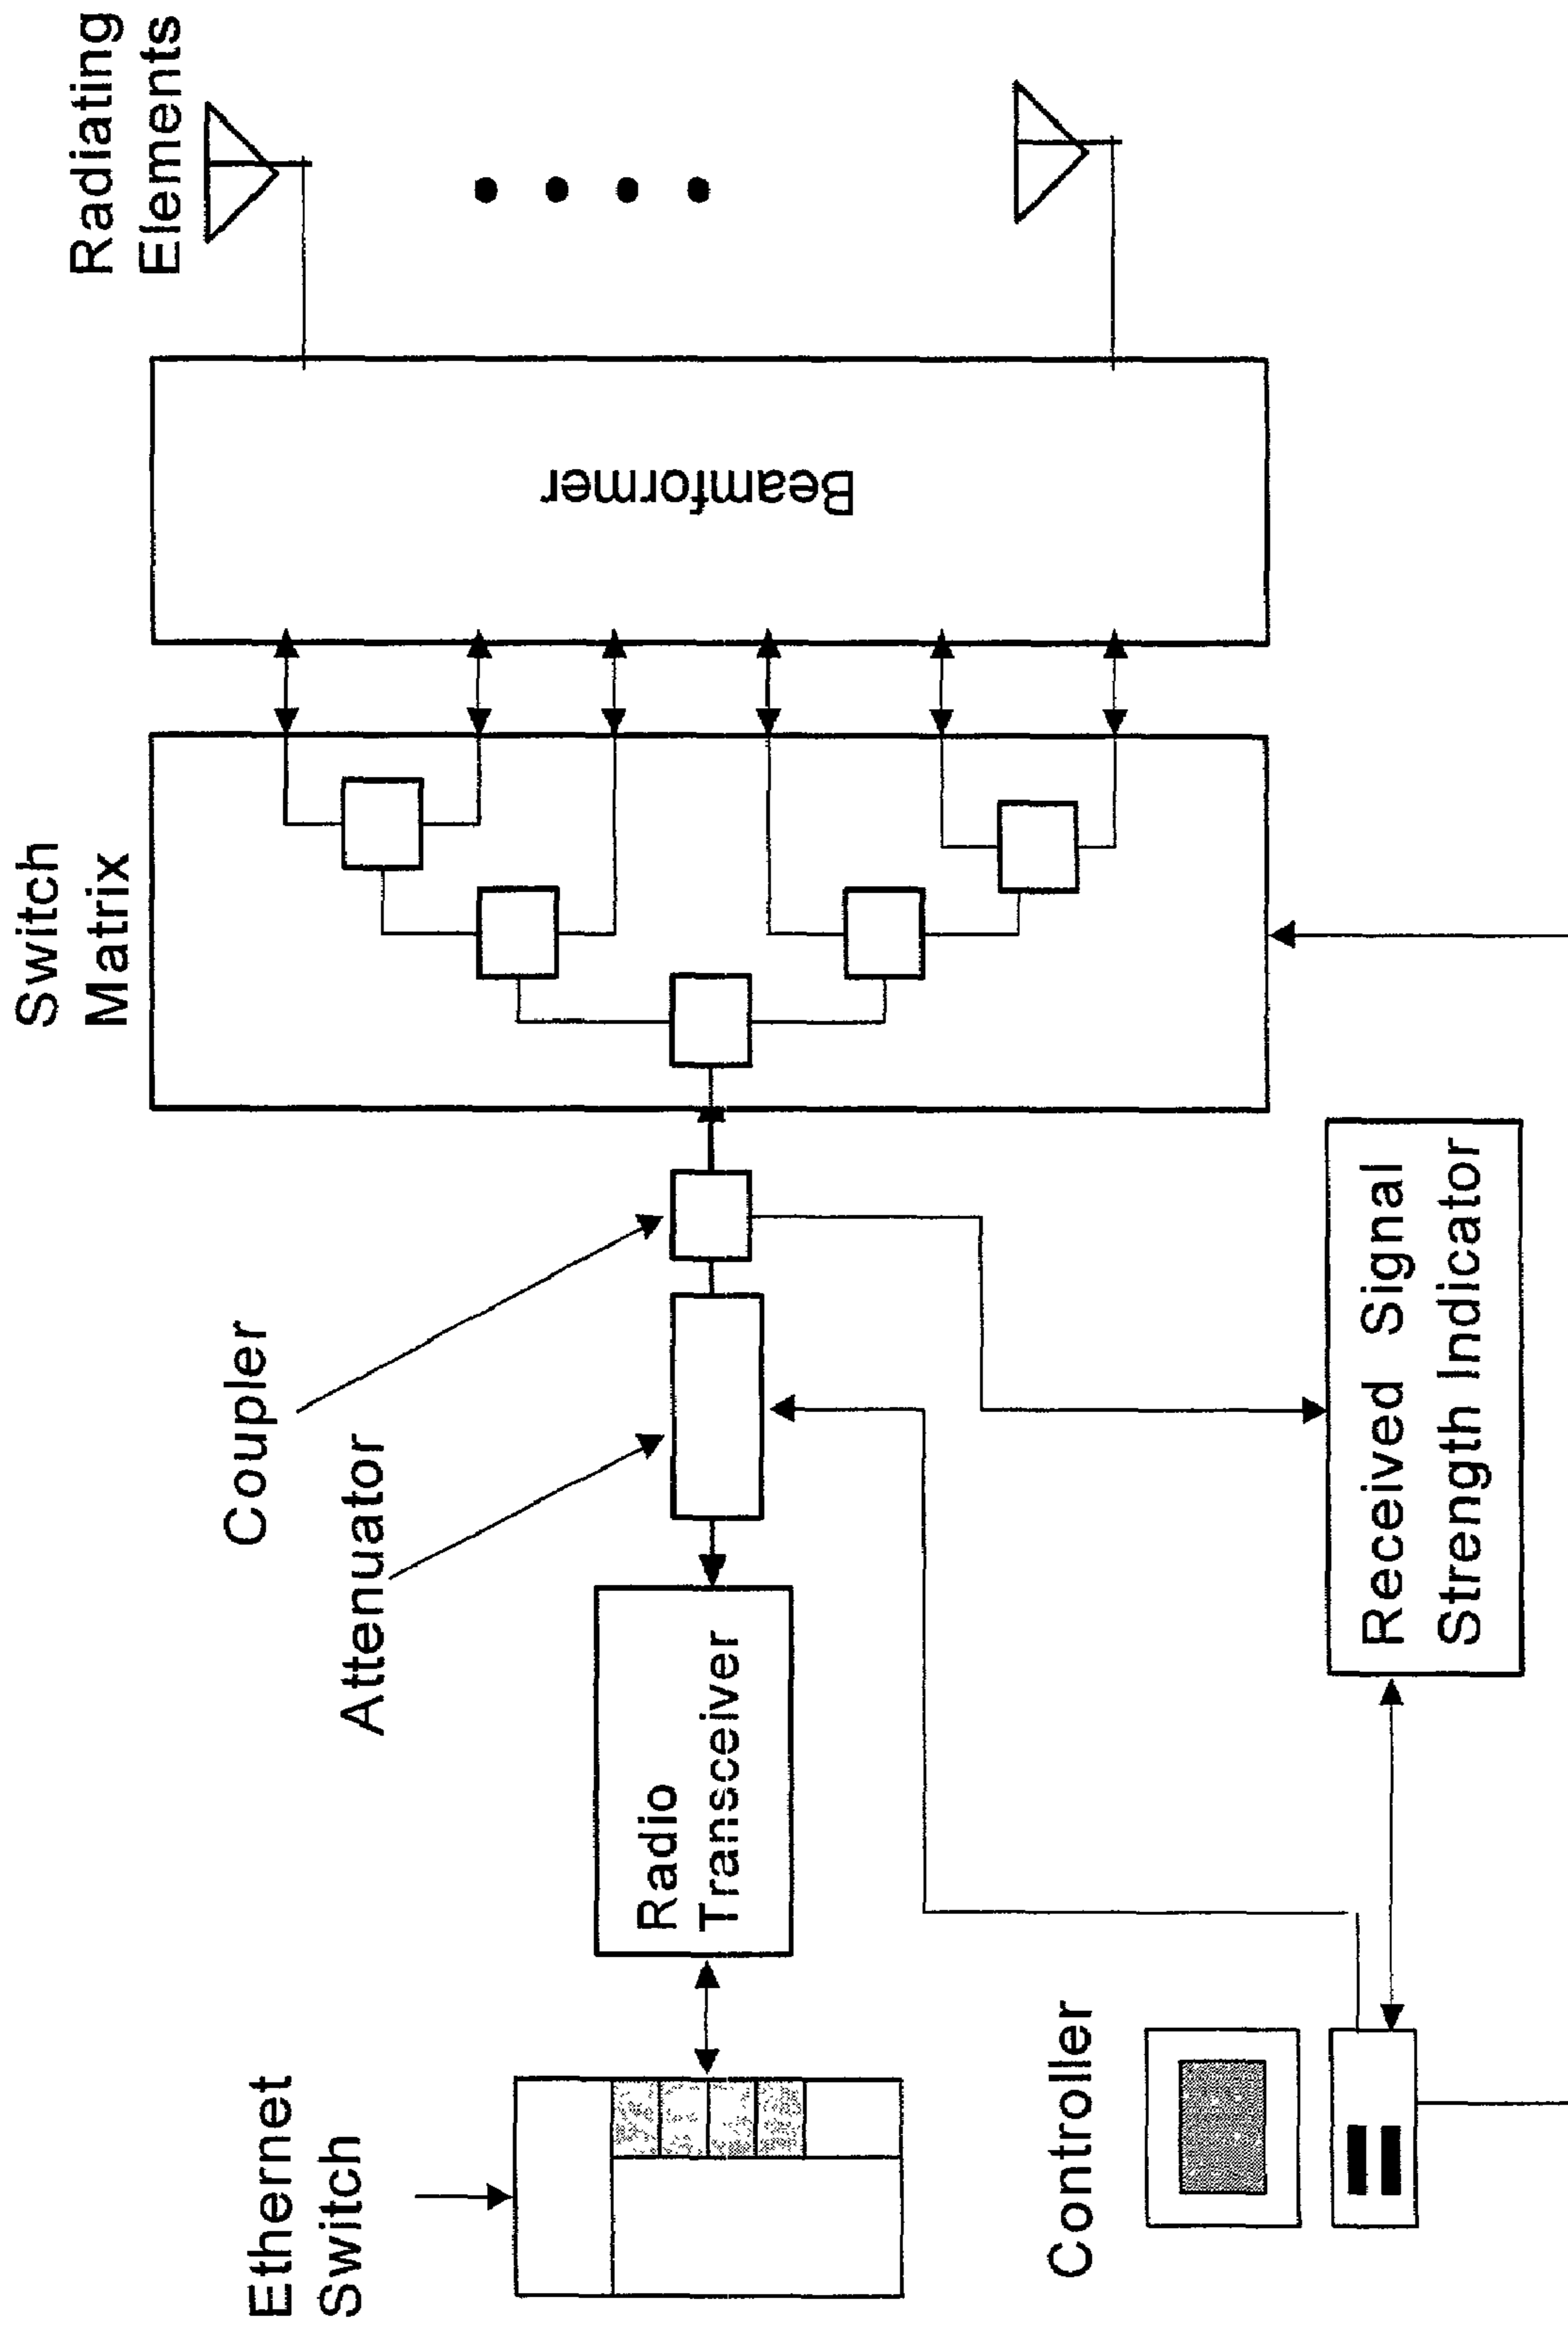 Ethernet
Switch
Radio
Transceiver
Attenuator
Coupler
Switch
Matrix
Beamformer
Radiating
Elements
Controller
Received Signal
Strength Indicator